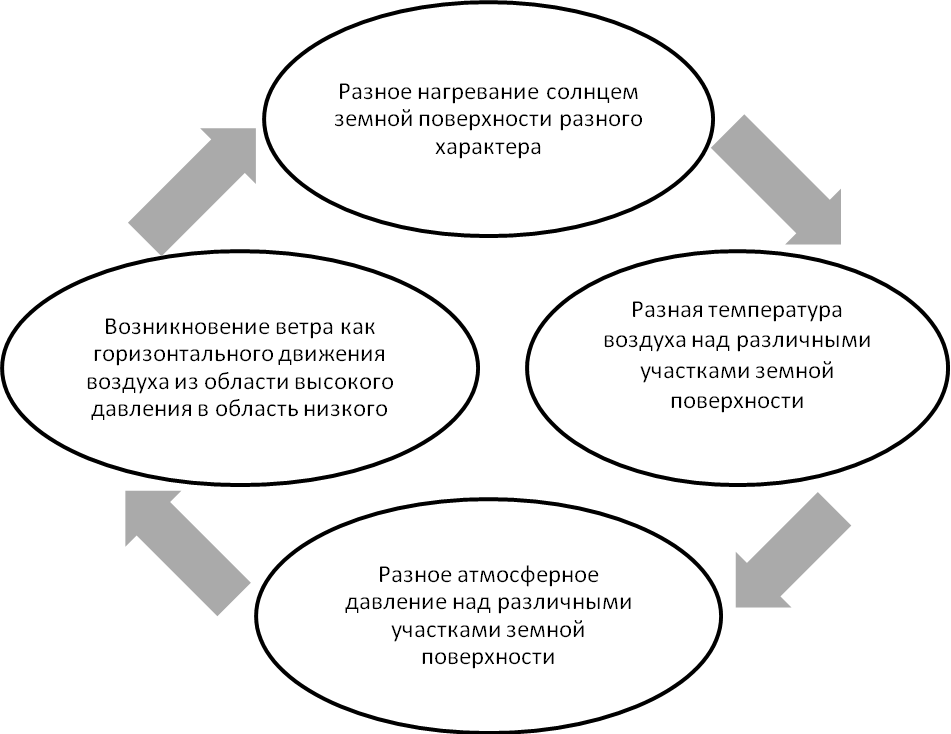 Разное нагревание солнцем
земной поверхности разного
характера
Разная температура
воздуха над различными
участками земной
поверхности
Разное атмосферное
давление над различными
участками земной
поверхности
Возникновение ветра как
горизонтального движения
воздуха из области высокого
давления в область низкого